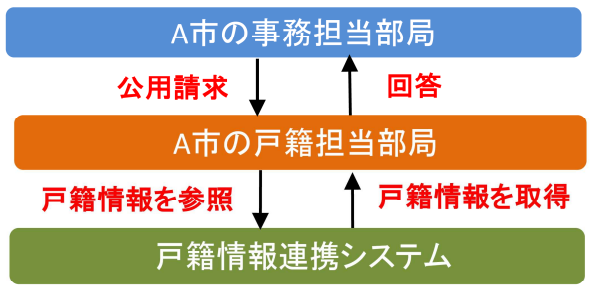 A市の事務担当部局
公用請求
回答
A市の戸籍担当部局
戸籍情報を参照
戸籍情報を取得
戸籍情報連携システム